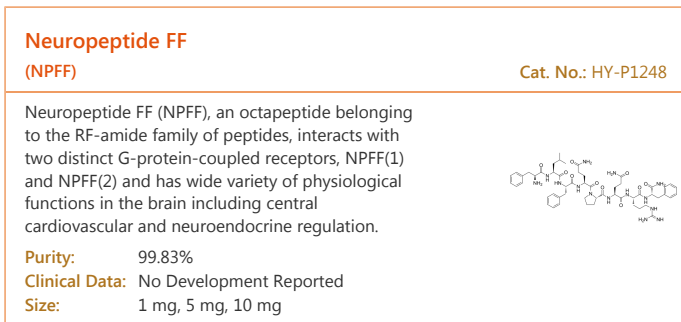 Neuropeptide FF
(NPFF)
Cat. No.: HY-P1248
Neuropeptide FF (NPFF), an octapeptide belonging
to the RF-amide family of peptides, interacts with
two distinct G-protein-coupled receptors, NPFF(1)
and NPFF(2) and has wide variety of physiological
functions in the brain including central
cardiovascular and neuroendocrine regulation.
Purity: 99.83%
Clinical Data: No Development Reported
Size: 1 mg, 5 mg, 10 mg